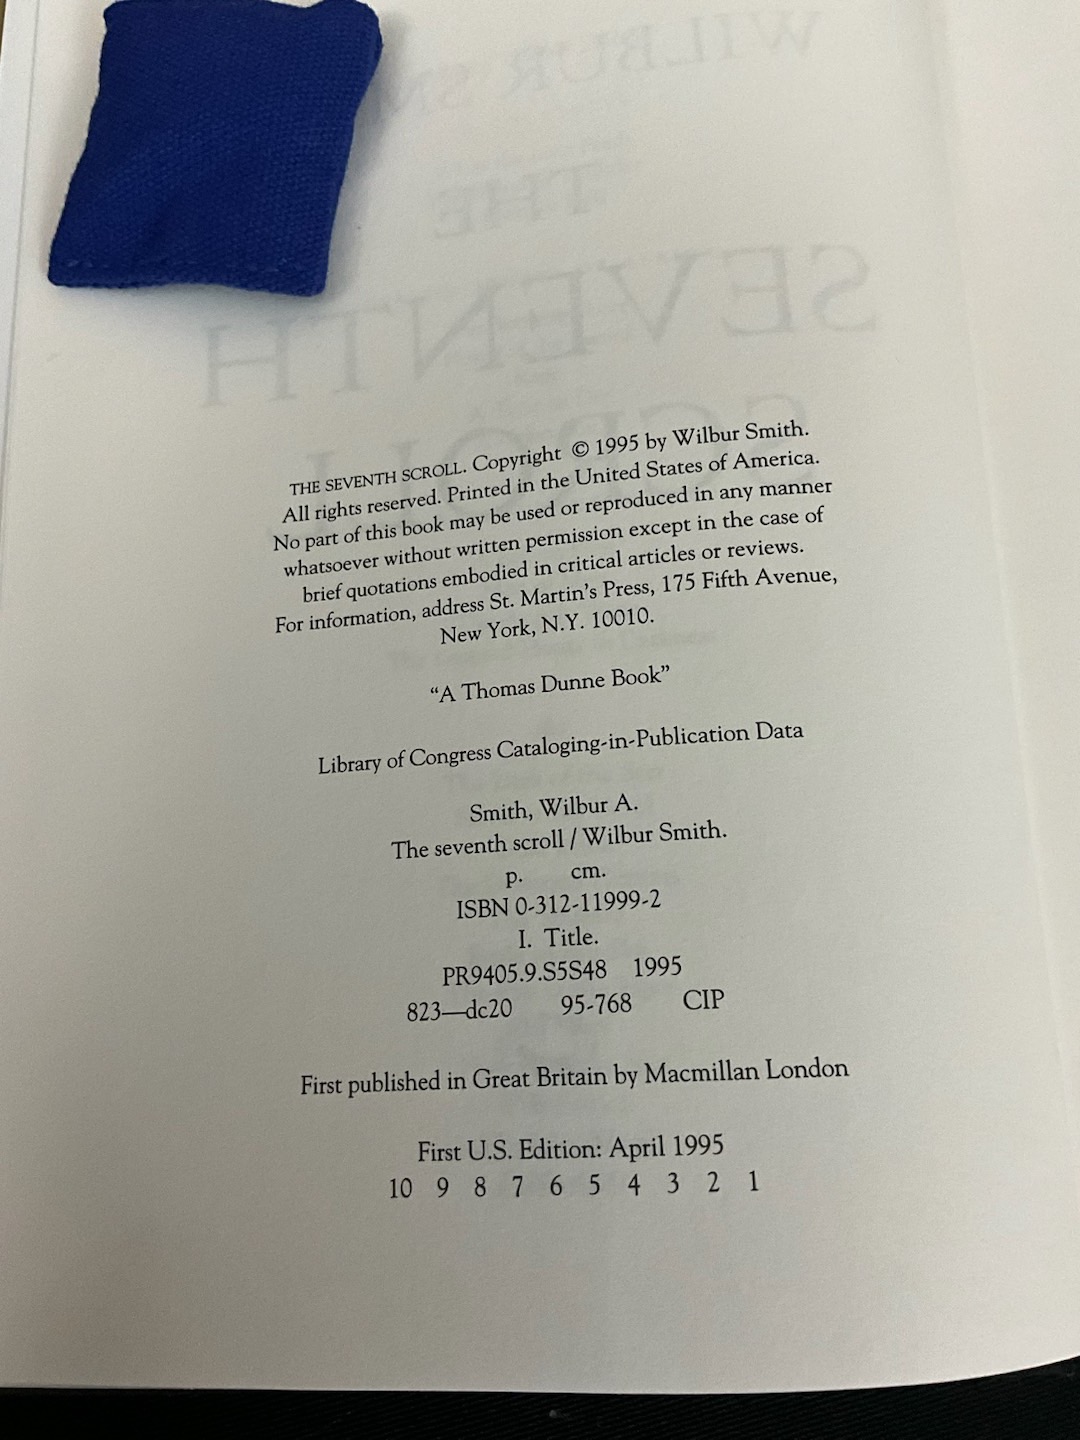 THE SEVENTH SCROLL. Copyright © 1995 by Wilbur Smith.
All rights reserved. Printed in the United States of America.
No part of this book may be used or reproduced in any manner
whatsoever without written permission except in the case of
brief quotations embodied in critical articles or reviews.
For information, address St. Martin's Press, 175 Fifth Avenue,
New York, N.Y. 10010.
“A Thomas Dunne Book”
Library of Congress Cataloging-in-Publication Data
Smith, Wilbur A.
The seventh scroll / Wilbur Smith.
p. cm.
ISBN 0-312-11999-2
I. Title.
PR9405.9.S5S48 1995
823—dc20 95-768 CIP
First published in Great Britain by Macmillan London
First U.S. Edition: April 1995
10 9 8 7 6 5 4 3 2 1